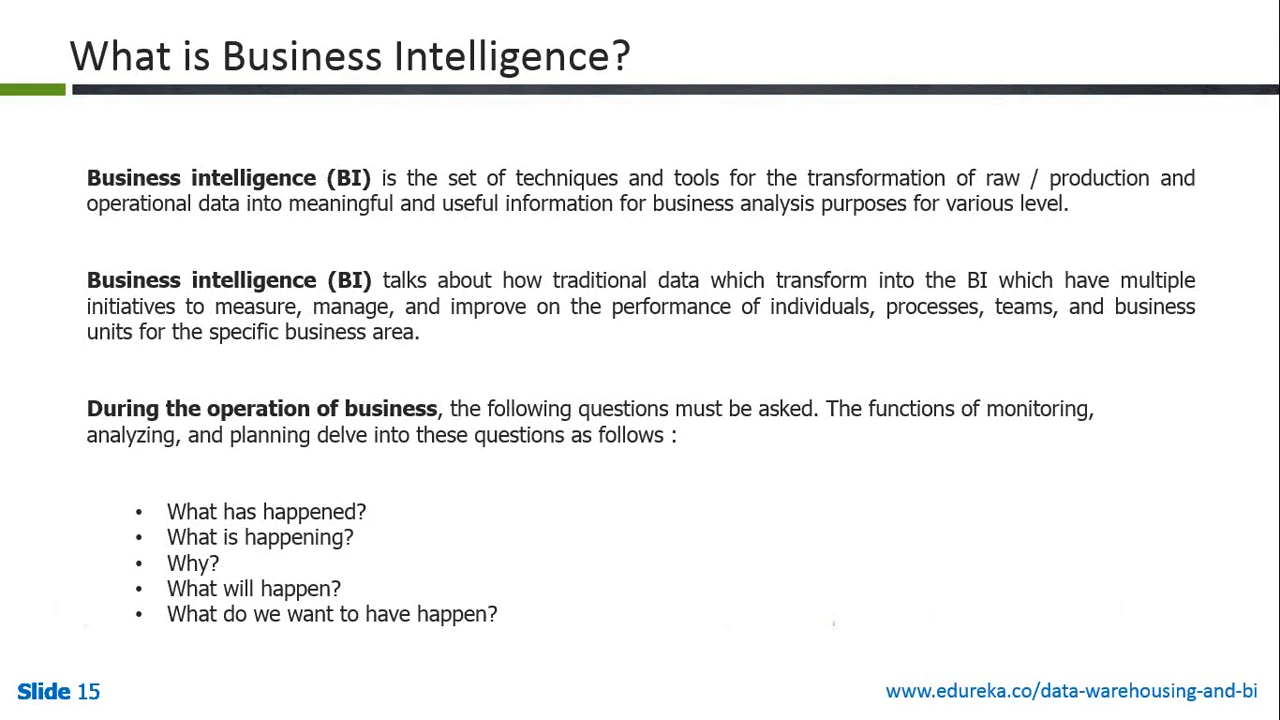 What is Business Intelligence?
Business intelligence (BI) is the set of techniques and tools for the transformation of raw / production and
operational data into meaningful and useful information for business analysis purposes for various level.
Business intelligence (BI) talks about how traditional data which transform into the BI which have multiple
initiatives to measure, manage, and improve on the performance of individuals, processes, teams, and business
units for the specific business area.
During the operation of business, the following questions must be asked. The functions of monitoring,
analyzing, and planning delve into these questions as follows :
• What has happened?
• What is happening?
• Why?
• What will happen?
• What do we want to have happen?
Slide 15
www.edureka.co/data-warehousing-and-bi